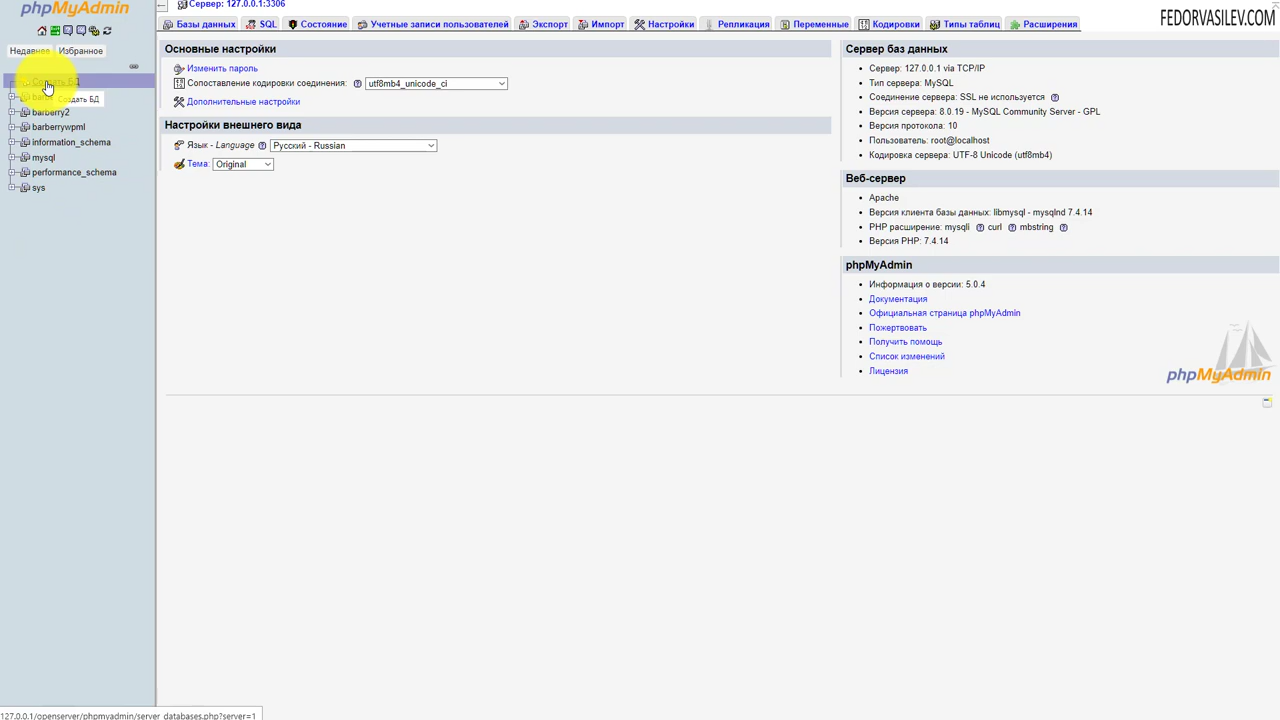 phpMyAdmin
Недавнее Избранное
Создать БД
Создать БД
barberry2
barberrywpml
information_schema
mysql
performance_schema
sys
Сервер: 127.0.0.1:3306
Базы данных SQL Состояние Учетные записи пользователей Экспорт Импорт Настройки Репликация Переменные Кодировки Типы таблиц Расширения
FEDORVASILEV.COM
Основные настройки
Изменить пароль
Сопоставление кодировки соединения: utf8mb4_unicode_ci
Дополнительные настройки
Настройки внешнего вида
Язык - Language Русский - Russian
Тема: Original
Сервер баз данных
Сервер: 127.0.0.1 via TCP/IP
Тип сервера: MySQL
Соединение сервера: SSL не используется
Версия сервера: 8.0.19 - MySQL Community Server - GPL
Версия протокола: 10
Пользователь: root@localhost
Кодировка сервера: UTF-8 Unicode (utf8mb4)
Веб-сервер
Apache
Версия клиента базы данных: libmysql - mysqlnd 7.4.14
PHP расширение: mysqli curl mbstring
Версия PHP: 7.4.14
phpMyAdmin
Информация о версии: 5.0.4
Документация
Официальная страница phpMyAdmin
Пожертвовать
Получить помощь
Список изменений
Лицензия
phpMyAdmin
127.0.0.1/openserver/phpmyadmin/server_databases.php?server=1